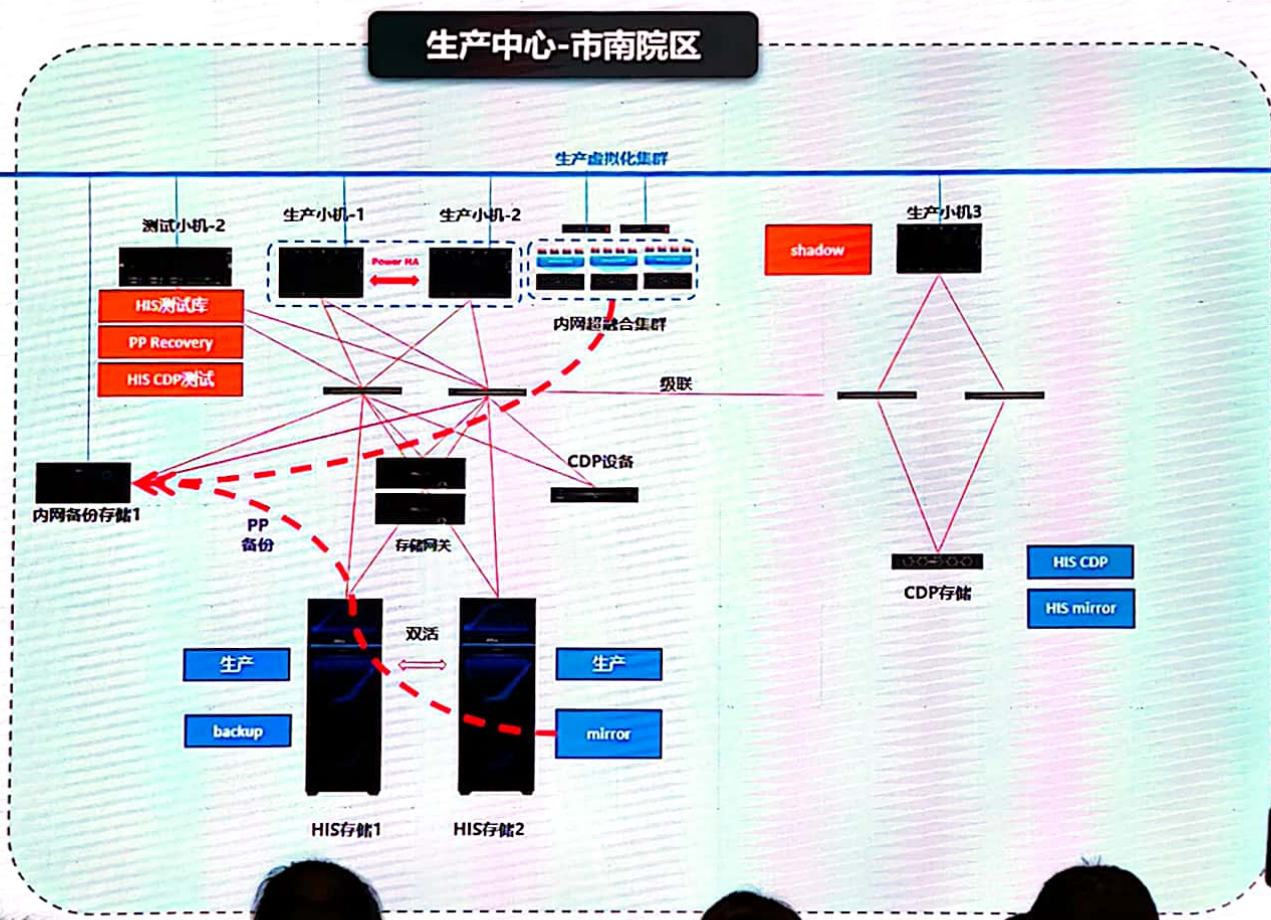 生产中心-市南院区
生产虚拟化集群
测试小机-2
生产小机-1
生产小机-2
生产小机3
shadow
Power HA
HIS测试库
PP Recovery
HIS CDP测试
内网超融合集群
级联
CDP设备
内网备份存储1
PP
备份
存储网关
CDP存储
HIS CDP
HIS mirror
双活
生产
生产
backup
mirror
HIS存储1
HIS存储2